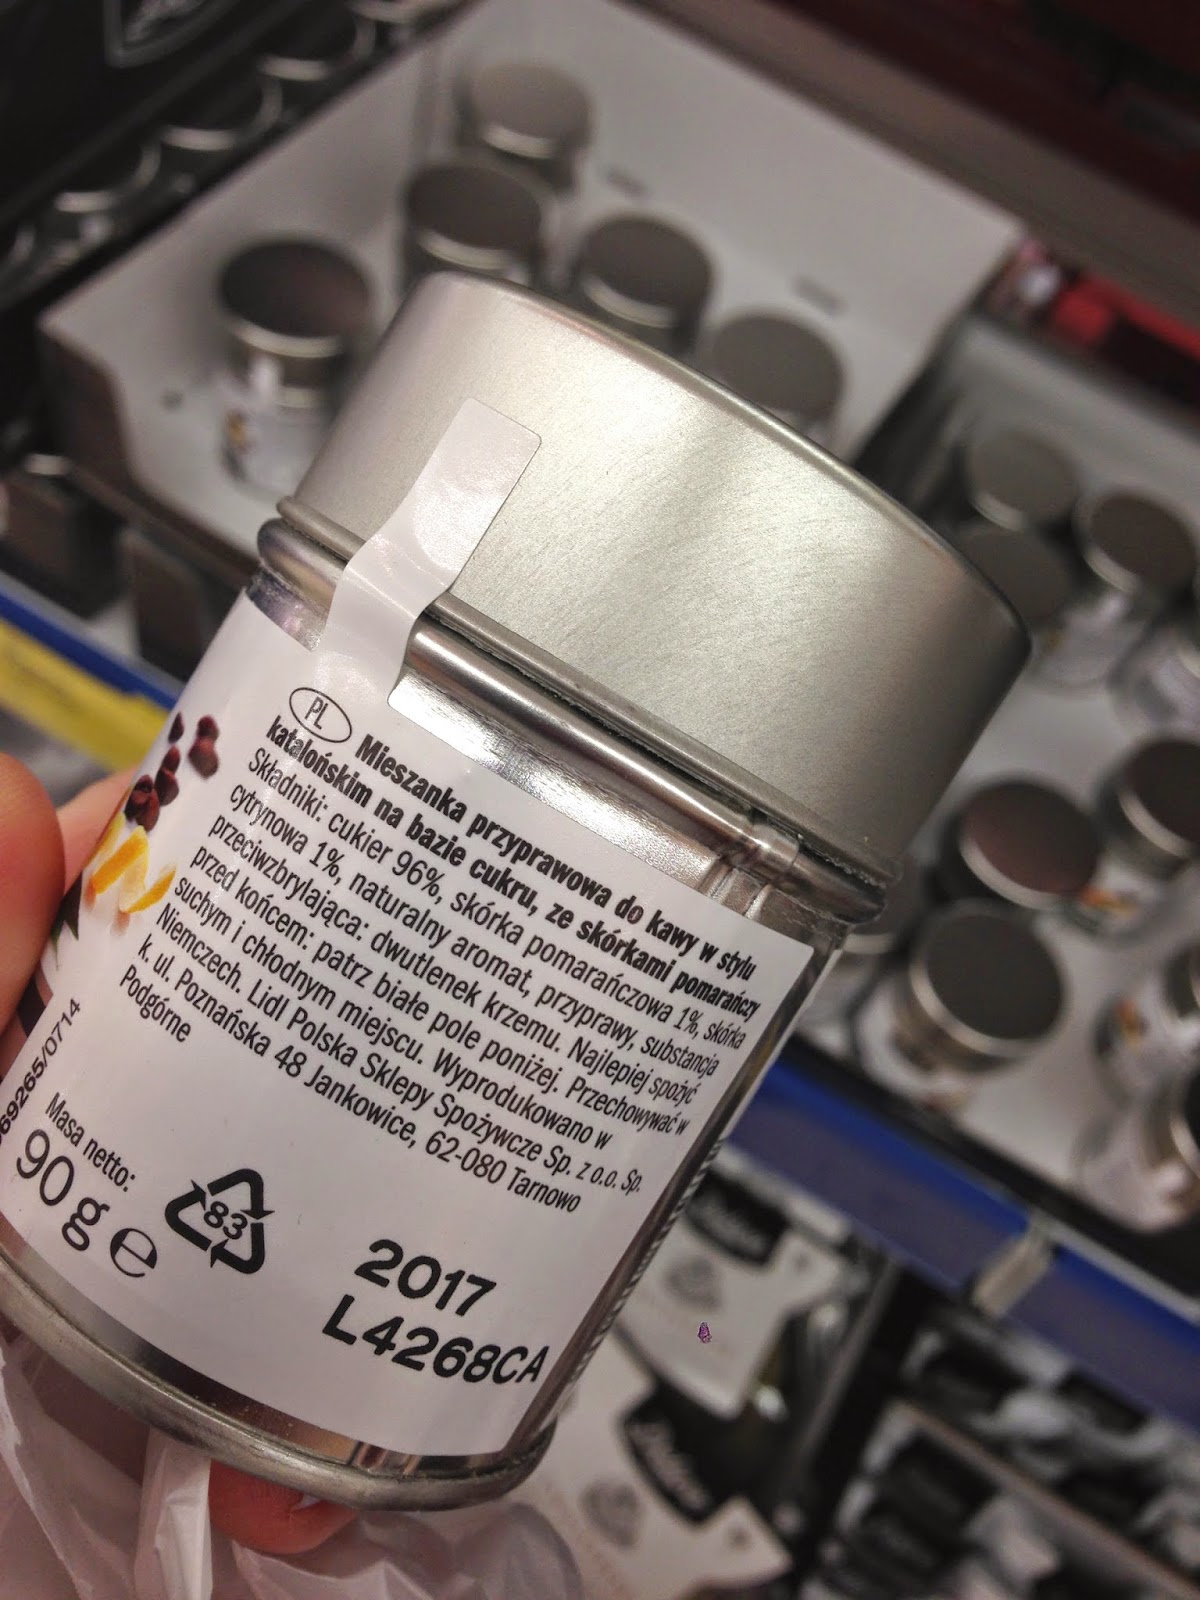 PL Mieszanka przyprawowa do kawy w stylu
katalońskim na bazie cukru, ze skórkami pomarańczy
Składniki: cukier 96%, skórka pomarańczowa 1%, skórka
cytrynowa 1%, naturalny aromat, przyprawy, substancja
przeciwzbrylająca: dwutlenek krzemu. Najlepiej spożyć
przed końcem: patrz białe pole poniżej. Przechowywać w
suchym i chłodnym miejscu. Wyprodukowano w
Niemczech. Lidl Polska Sklepy Spożywcze Sp. z o.o. Sp.
k. ul. Poznańska 48 Jankowice, 62-080 Tarnowo
Podgórne
69265/0714
Masa netto:
90 g e
83
2017
L4268CA